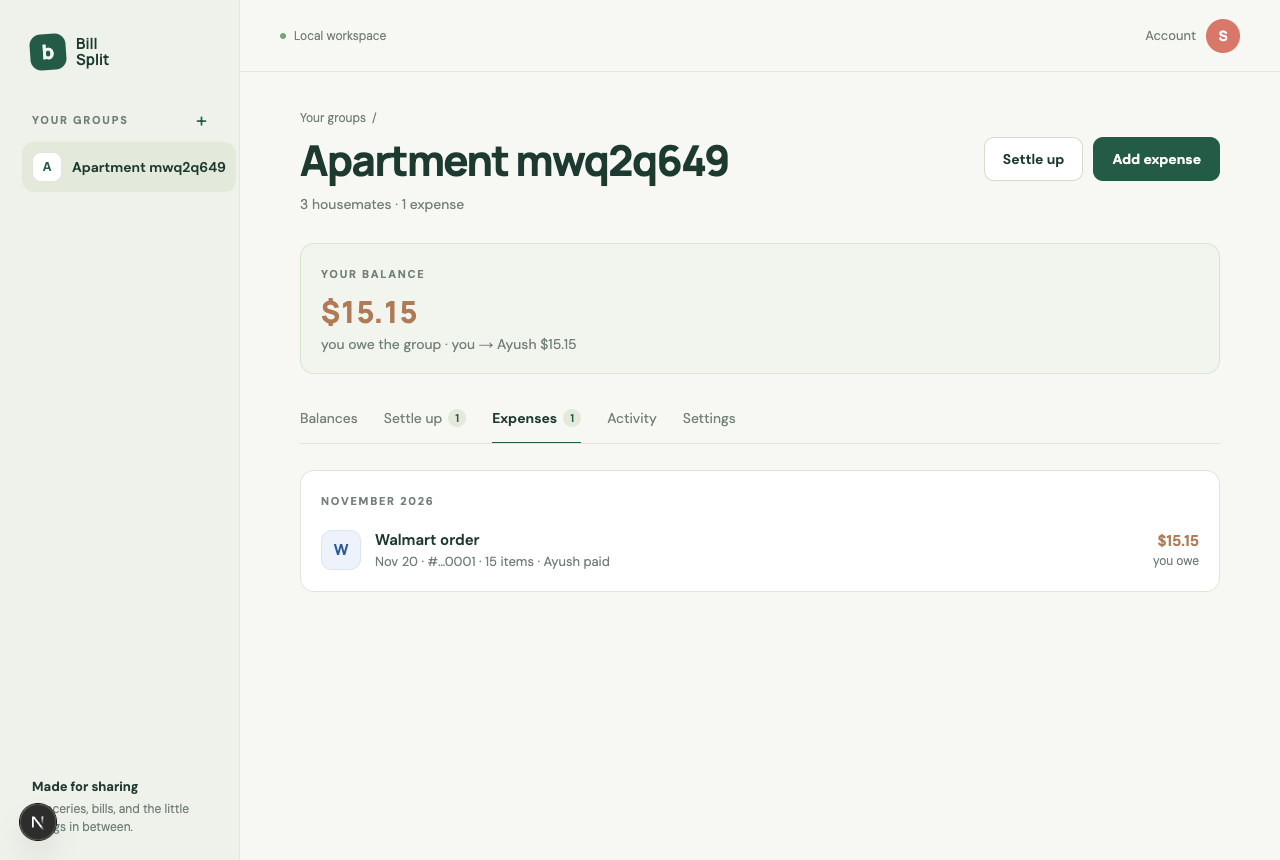 b
Bill
Split
YOUR GROUPS +
A Apartment mwq2q649
Made for sharing
ceries, bills, and the little
gs in between.
N
Local workspace
Account S
Your groups /
Apartment mwq2q649
3 housemates · 1 expense
Settle up
Add expense
YOUR BALANCE
$15.15
you owe the group · you → Ayush $15.15
Balances Settle up 1 Expenses 1 Activity Settings
NOVEMBER 2026
W
Walmart order
Nov 20 · #…0001 · 15 items · Ayush paid
$15.15
you owe